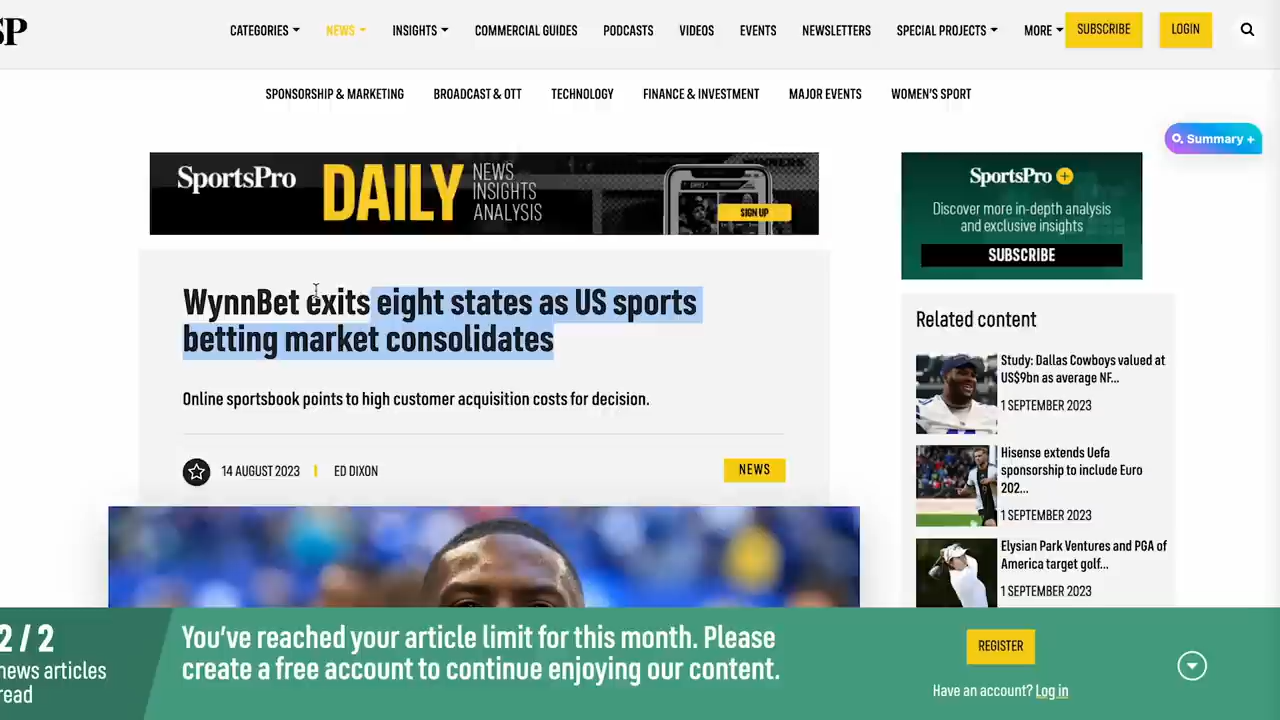 SP
CATEGORIES NEWS INSIGHTS COMMERCIAL GUIDES PODCASTS VIDEOS EVENTS NEWSLETTERS SPECIAL PROJECTS MORE SUBSCRIBE LOGIN
SPONSORSHIP & MARKETING BROADCAST & OTT TECHNOLOGY FINANCE & INVESTMENT MAJOR EVENTS WOMEN'S SPORT
Summary +
SportsPro DAILY NEWS
INSIGHTS
ANALYSIS
SIGN UP
SportsPro +
Discover more in-depth analysis
and exclusive insights
SUBSCRIBE
WynnBet exits eight states as US sports
betting market consolidates
Online sportsbook points to high customer acquisition costs for decision.
14 AUGUST 2023 ED DIXON
NEWS
Related content
Study: Dallas Cowboys valued at
US$9bn as average NF...
1 SEPTEMBER 2023
Hisense extends Uefa
sponsorship to include Euro
202...
1 SEPTEMBER 2023
Elysian Park Ventures and PGA of
America target golf...
1 SEPTEMBER 2023
2 / 2
news articles
read
You've reached your article limit for this month. Please
create a free account to continue enjoying our content.
REGISTER
Have an account? Log in